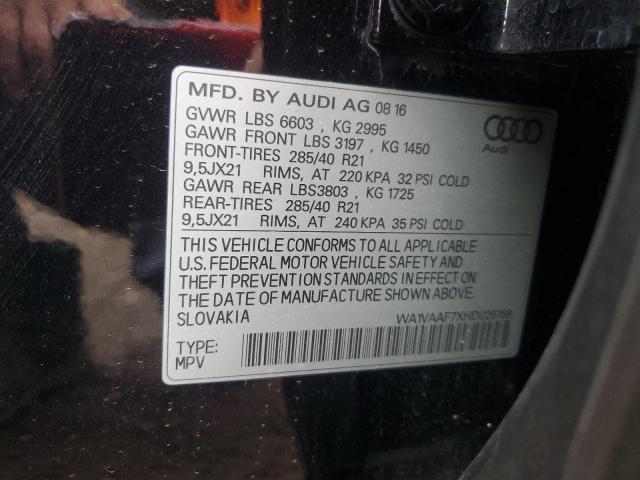 MFD. BY AUDI AG 08 16
GVWR LBS 6603 , KG 2995
GAWR FRONT LBS 3197 , KG 1450
FRONT-TIRES 285/40 R21
9,5JX21 RIMS, AT 220 KPA 32 PSI COLD
GAWR REAR LBS3803 , KG 1725
REAR-TIRES 285/40 R21
9,5JX21 RIMS, AT 240 KPA 35 PSI COLD
Audi
THIS VEHICLE CONFORMS TO ALL APPLICABLE
U.S. FEDERAL MOTOR VEHICLE SAFETY AND
THEFT PREVENTION STANDARDS IN EFFECT ON
THE DATE OF MANUFACTURE SHOWN ABOVE.
SLOVAKIA WA1VAAF7XHD025158
TYPE:
MPV